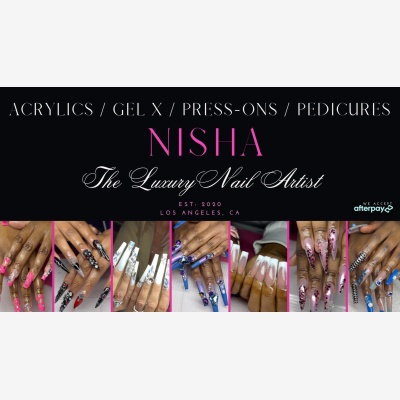 ACRYLICS / GEL X / PRESS-ONS / PEDICURES
NISHA
The Luxury Nail Artist
EST- 2020
LOS ANGELES, CA
WE ACCEPT
afterpay